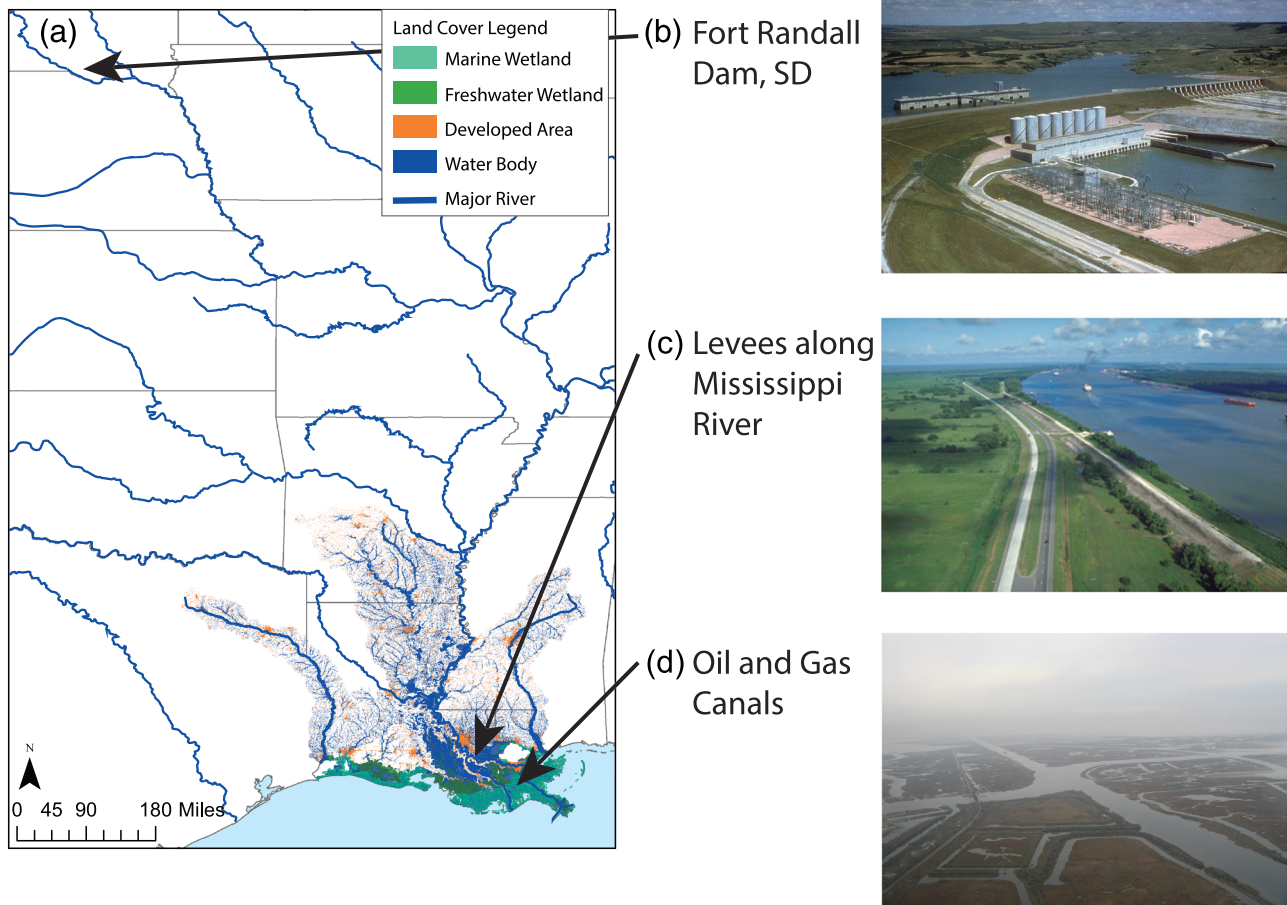 (a)
Land Cover Legend
Marine Wetland
Freshwater Wetland
Developed Area
Water Body
Major River
N
0 45 90 180 Miles
(b) Fort Randall
Dam, SD
(c) Levees along
Mississippi
River
(d) Oil and Gas
Canals